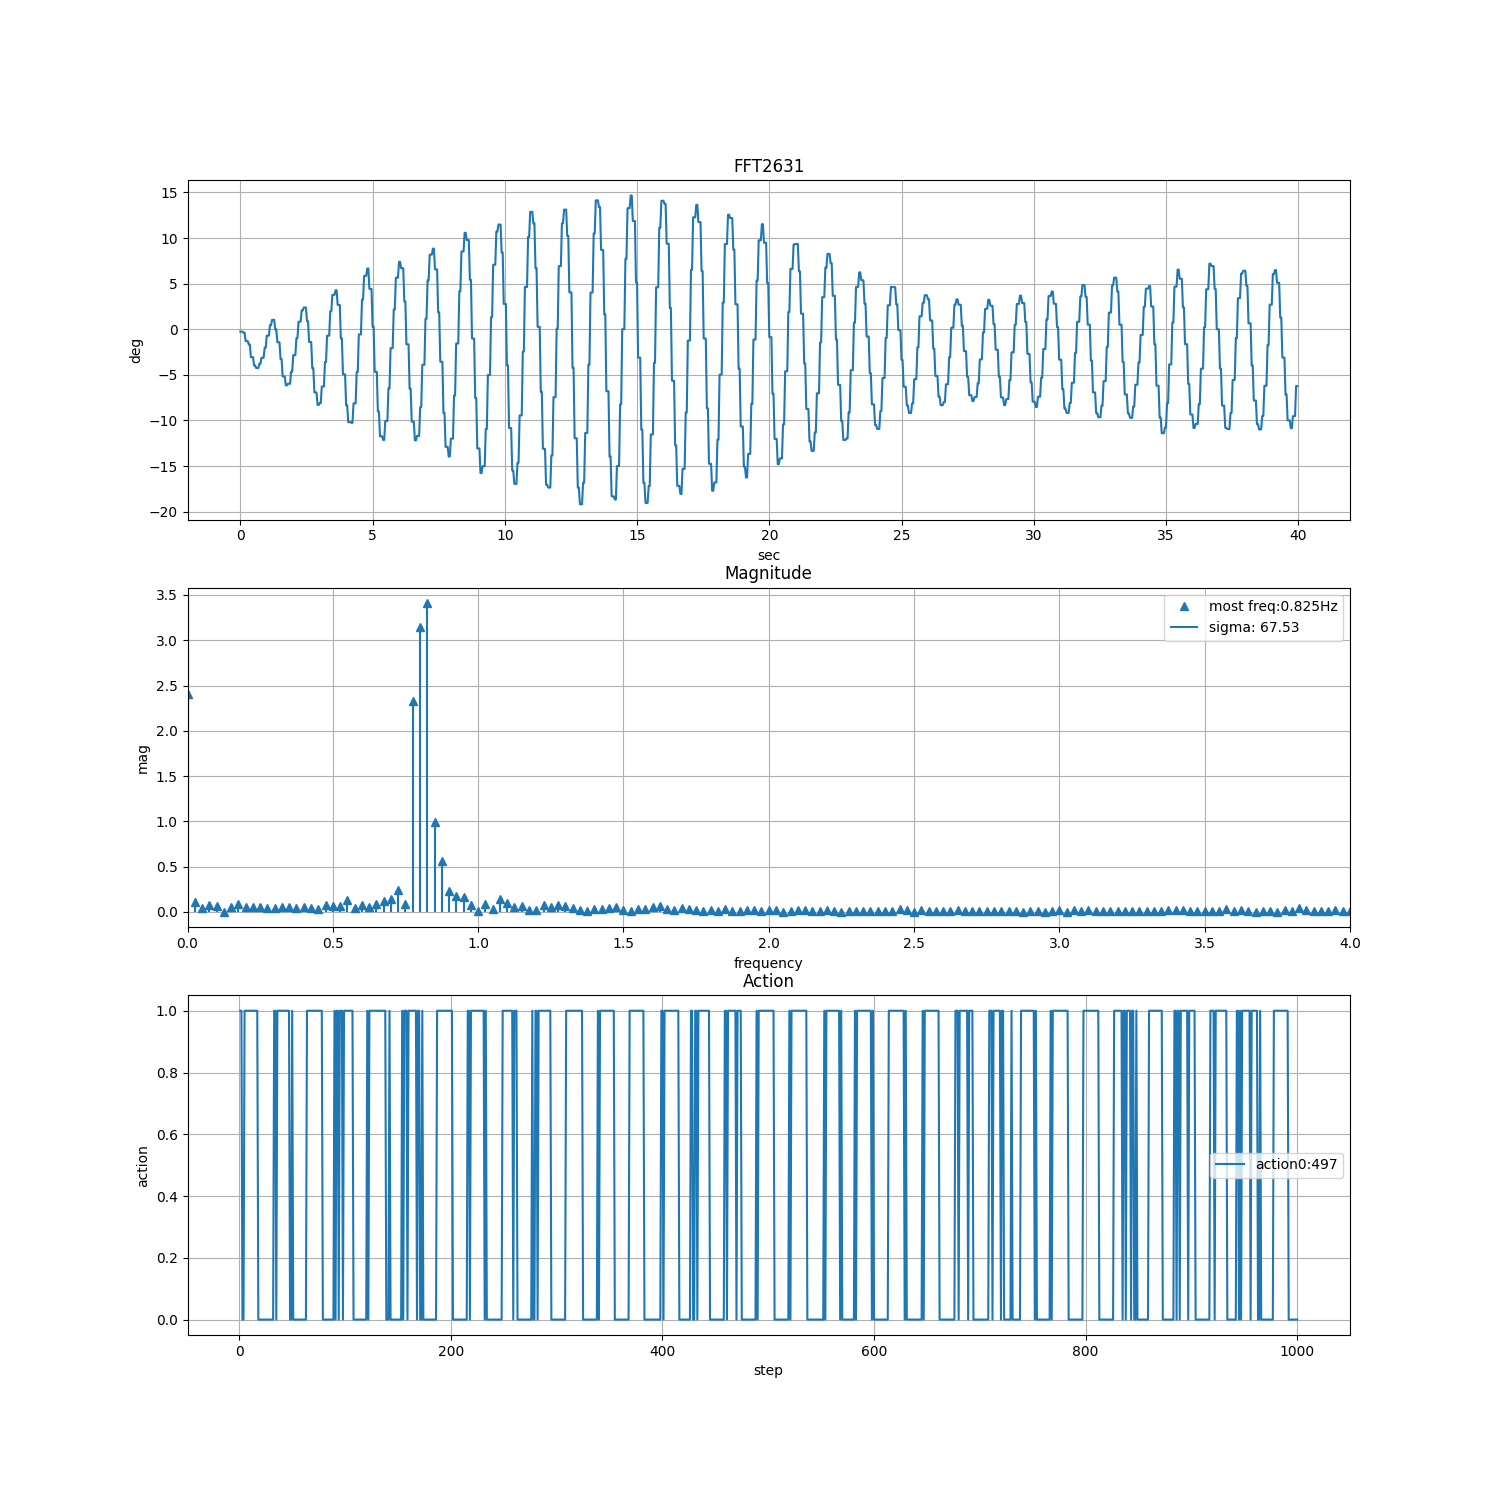 FFT2631
15
10
5
0
−5
−10
−15
−20
deg
0 5 10 15 20 25 30 35 40
sec
Magnitude
3.5
3.0
2.5
2.0
1.5
1.0
0.5
0.0
mag
most freq:0.825Hz
sigma: 67.53
0.0 0.5 1.0 1.5 2.0 2.5 3.0 3.5 4.0
frequency
Action
1.0
0.8
0.6
0.4
0.2
0.0
action
action0:497
0 200 400 600 800 1000
step